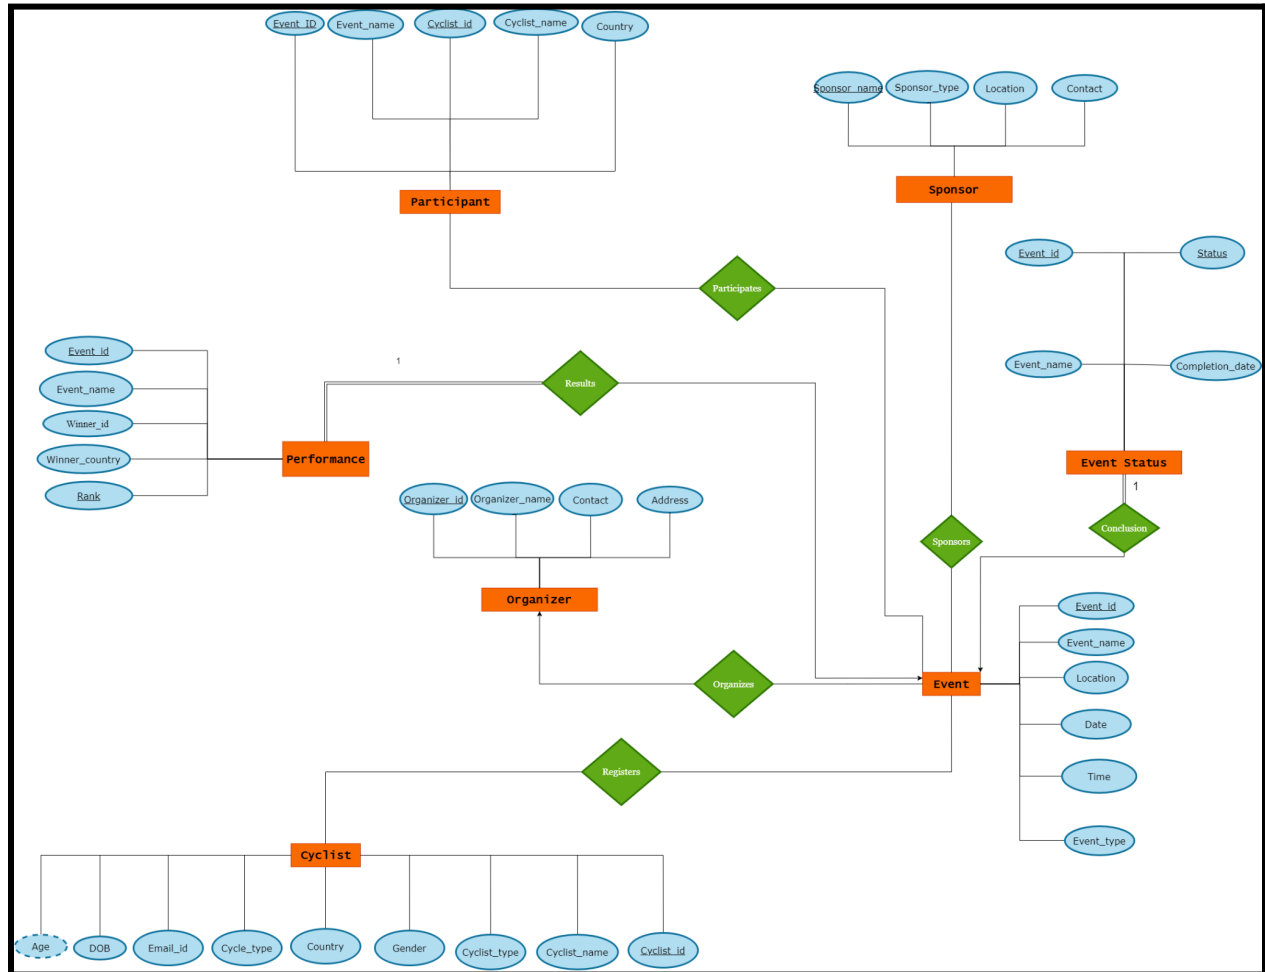 Event_ID
Event_name
Cyclist_id
Cyclist_name
Country
Participant
Sponsor_name
Sponsor_type
Location
Contact
Sponsor
Event_id
Status
Event_name
Completion_date
Event Status
1
Conclusion
Participates
1
Results
Event_id
Event_name
Winner_id
Winner_country
Rank
Performance
Organizer_id
Organizer_name
Contact
Address
Organizer
Sponsors
Organizes
Event
Event_id
Event_name
Location
Date
Time
Event_type
Registers
Cyclist
Age
DOB
Email_id
Cycle_type
Country
Gender
Cyclist_type
Cyclist_name
Cyclist_id